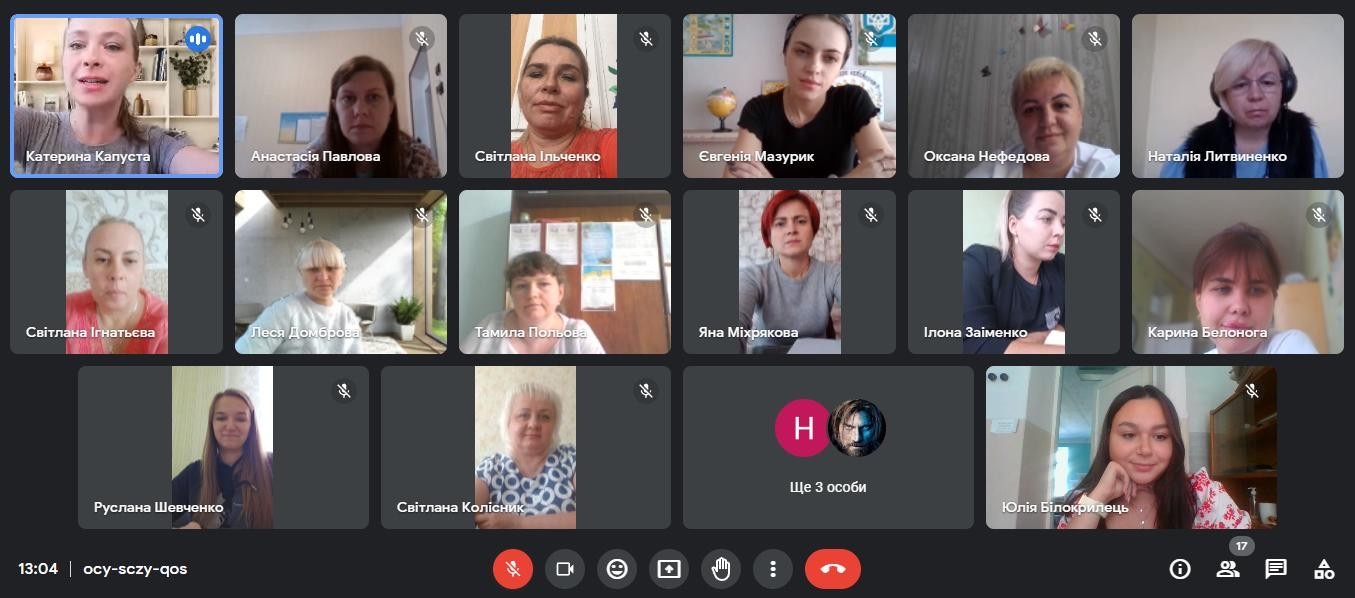 Катерина Капуста
Анастасія Павлова
Світлана Ільченко
Євгенія Мазурик
Оксана Нефедова
Наталія Литвиненко
Світлана Ігнатьєва
Леся Домброва
Тамила Польова
Яна Міхрякова
Ілона Заіменко
Карина Белонога
Руслана Шевченко
Світлана Колісник
Н
Ще 3 особи
Юлія Білокрилець
13:04 | ocy-sczy-qos
17